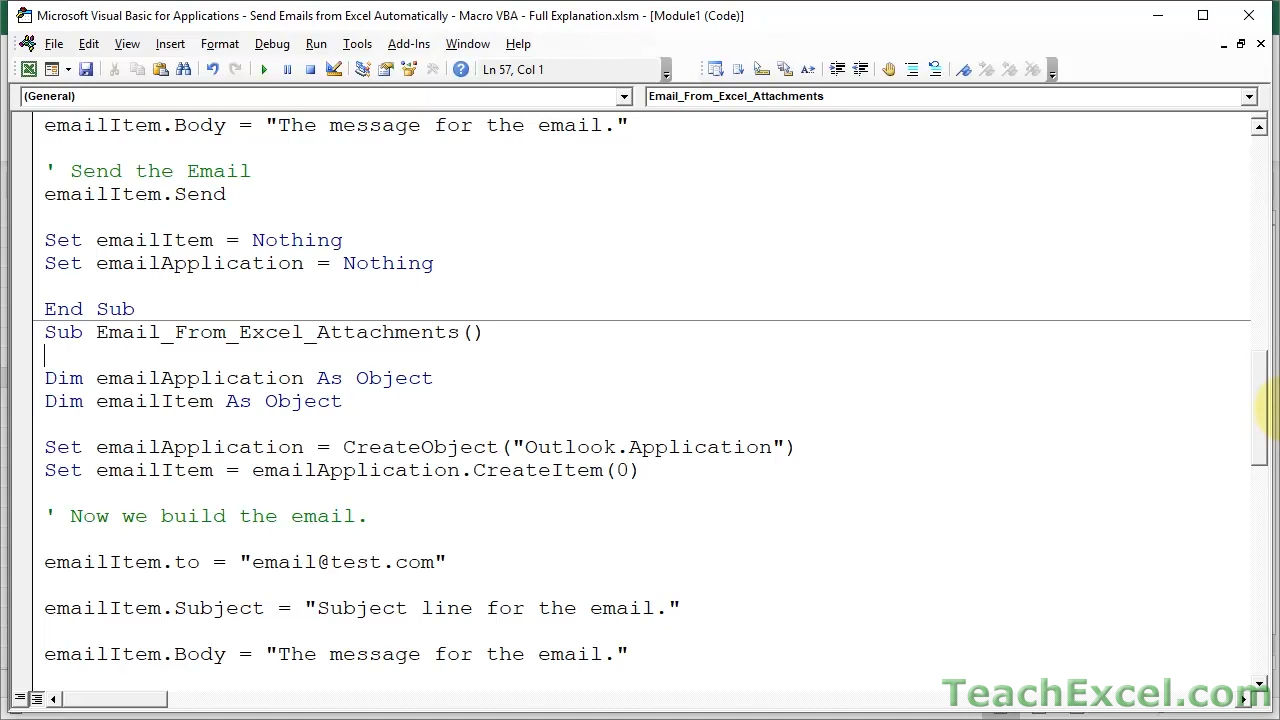 Microsoft Visual Basic for Applications - Send Emails from Excel Automatically - Macro VBA - Full Explanation.xlsm - [Module1 (Code)]
File Edit View Insert Format Debug Run Tools Add-Ins Window Help
Ln 57, Col 1
(General) Email_From_Excel_Attachments
emailItem.Body = "The message for the email."
' Send the Email
emailItem.Send
Set emailItem = Nothing
Set emailApplication = Nothing
End Sub
Sub Email_From_Excel_Attachments()
Dim emailApplication As Object
Dim emailItem As Object
Set emailApplication = CreateObject("Outlook.Application")
Set emailItem = emailApplication.CreateItem(0)
' Now we build the email.
emailItem.to = "email@test.com"
emailItem.Subject = "Subject line for the email."
emailItem.Body = "The message for the email."
TeachExcel.com